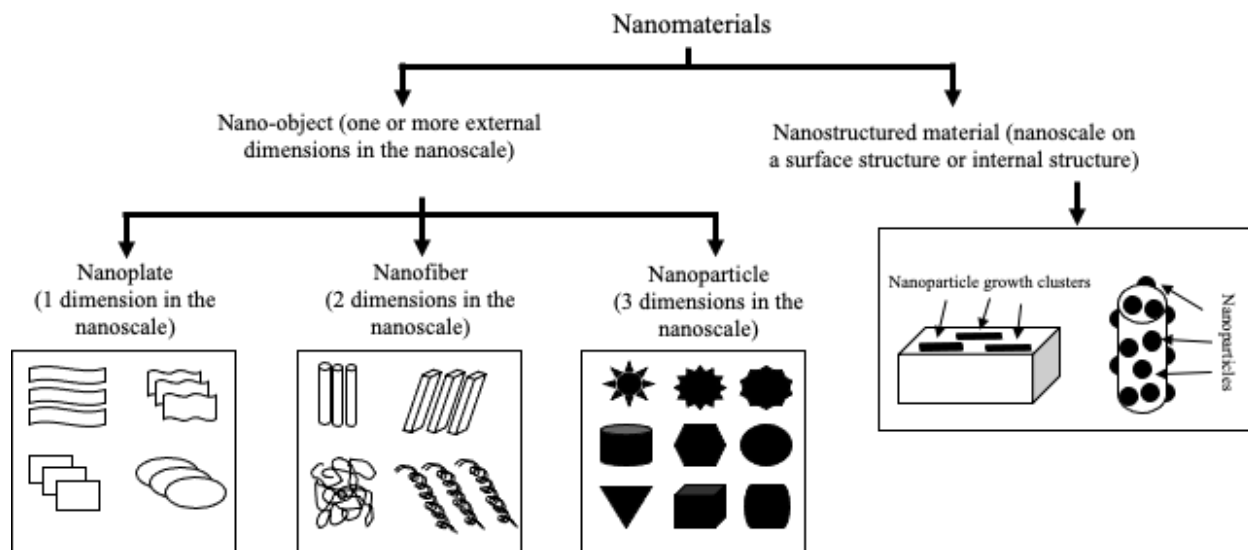 Nanomaterials
Nano-object (one or more external
dimensions in the nanoscale)
Nanostructured material (nanoscale on
a surface structure or internal structure)
Nanoplate
(1 dimension in the
nanoscale)
Nanofiber
(2 dimensions in the
nanoscale)
Nanoparticle
(3 dimensions in the
nanoscale)
Nanoparticle growth clusters
Nanoparticles